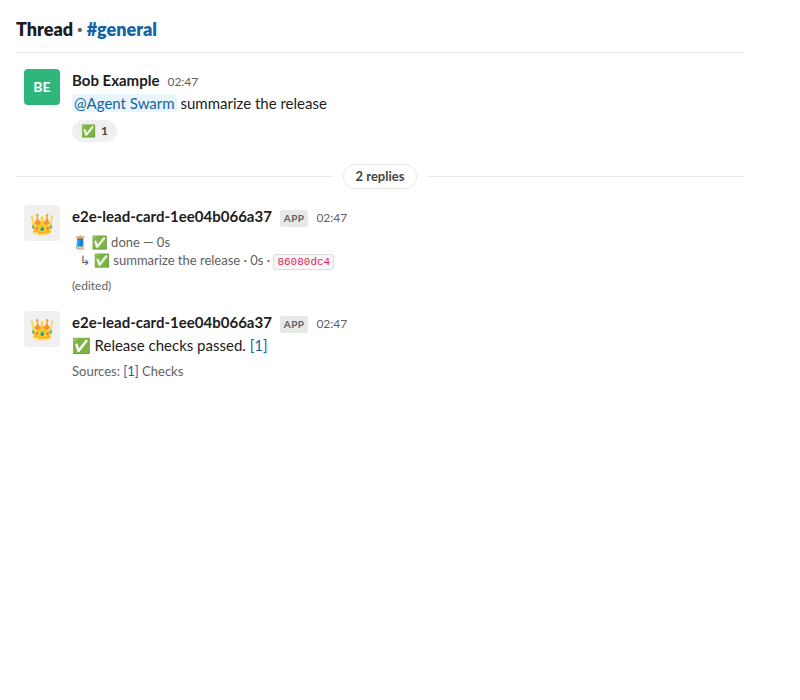 Thread • #general
BE
Bob Example 02:47
@Agent Swarm summarize the release
✅ 1
2 replies
e2e-lead-card-1ee04b066a37 APP 02:47
🧵 ✅ done — 0s
↳ ✅ summarize the release · 0s · 86080dc4
(edited)
e2e-lead-card-1ee04b066a37 APP 02:47
✅ Release checks passed. [1]
Sources: [1] Checks